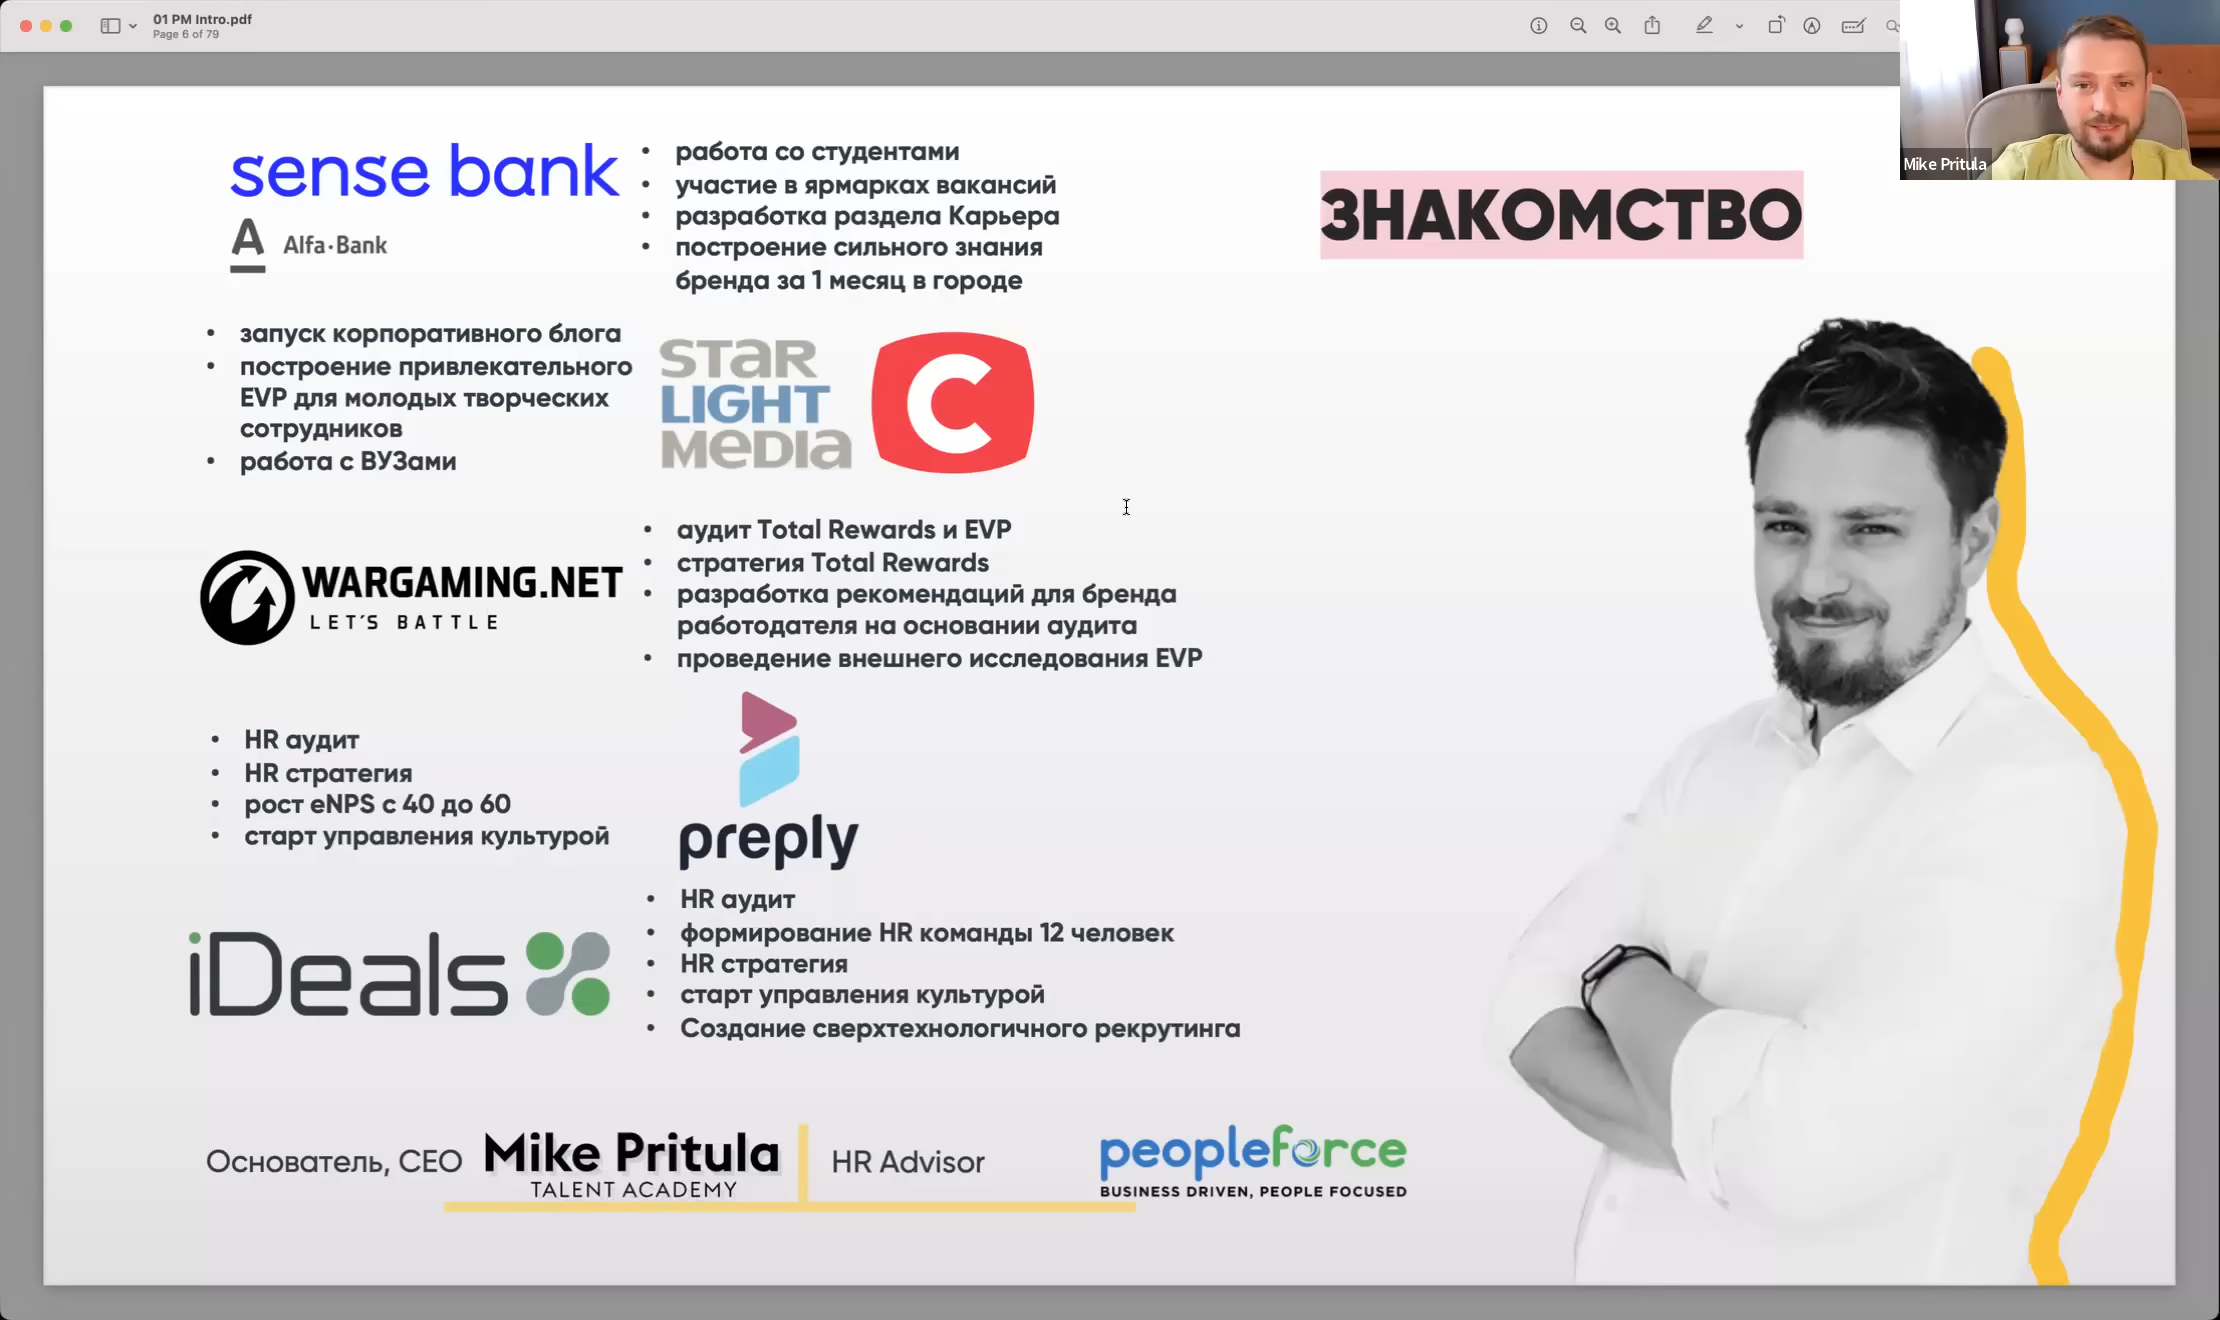 01 PM Intro.pdf
Page 6 of 79
Mike Pritula
ЗНАКОМСТВО
sense bank
A Alfa·Bank
• работа со студентами
• участие в ярмарках вакансий
• разработка раздела Карьера
• построение сильного знания
бренда за 1 месяц в городе
• запуск корпоративного блога
• построение привлекательного
EVP для молодых творческих
сотрудников
• работа с ВУЗами
STAR
LIGHT
MEDIA
C
WARGAMING.NET
LET'S BATTLE
• аудит Total Rewards и EVP
• стратегия Total Rewards
• разработка рекомендаций для бренда
работодателя на основании аудита
• проведение внешнего исследования EVP
• HR аудит
• HR стратегия
• рост eNPS с 40 до 60
• старт управления культурой
preply
iDeals
• HR аудит
• формирование HR команды 12 человек
• HR стратегия
• старт управления культурой
• Создание сверхтехнологичного рекрутинга
Основатель, CEO
Mike Pritula
TALENT ACADEMY
HR Advisor
peopleforce
BUSINESS DRIVEN, PEOPLE FOCUSED